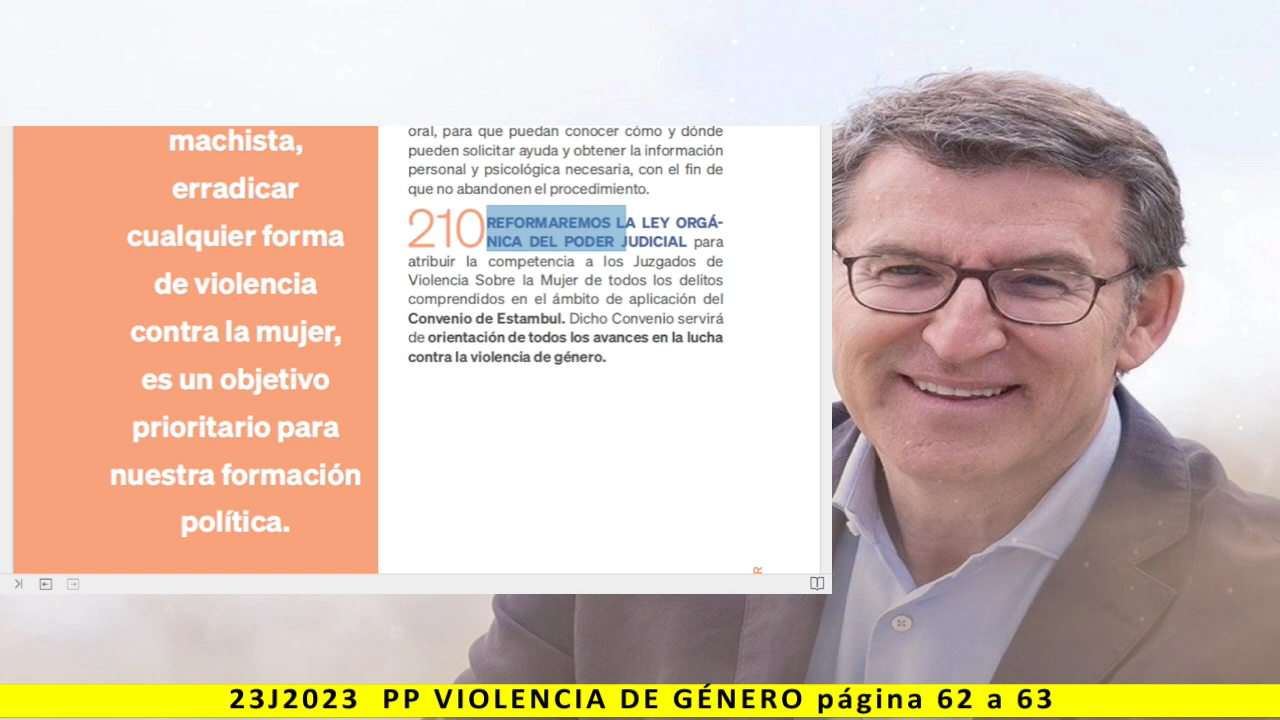 machista,
erradicar
cualquier forma
de violencia
contra la mujer,
es un objetivo
prioritario para
nuestra formación
política.
oral, para que puedan conocer cómo y dónde
pueden solicitar ayuda y obtener la información
personal y psicológica necesaria, con el fin de
que no abandonen el procedimiento.
210 REFORMAREMOS LA LEY ORGÁ-
NICA DEL PODER JUDICIAL para
atribuir la competencia a los Juzgados de
Violencia Sobre la Mujer de todos los delitos
comprendidos en el ámbito de aplicación del
Convenio de Estambul. Dicho Convenio servirá
de orientación de todos los avances en la lucha
contra la violencia de género.
R
23J2023 PP VIOLENCIA DE GÉNERO página 62 a 63